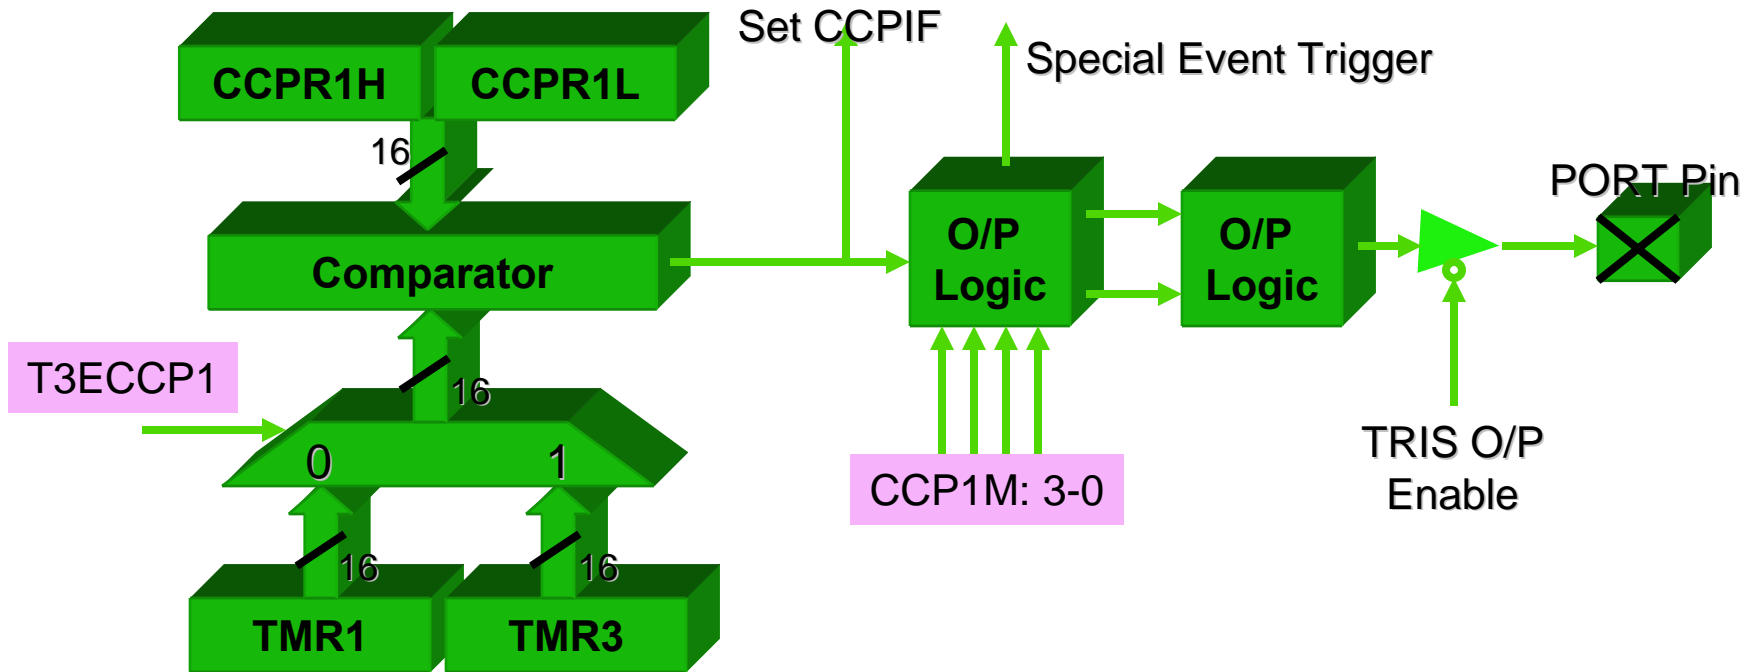 Set CCPIF
Special Event Trigger
CCPR1H
CCPR1L
16
PORT Pin
O/P
Logic
O/P
Logic
Comparator
T3ECCP1
16
0
1
CCP1M: 3-0
TRIS O/P
Enable
16
16
TMR1
TMR3